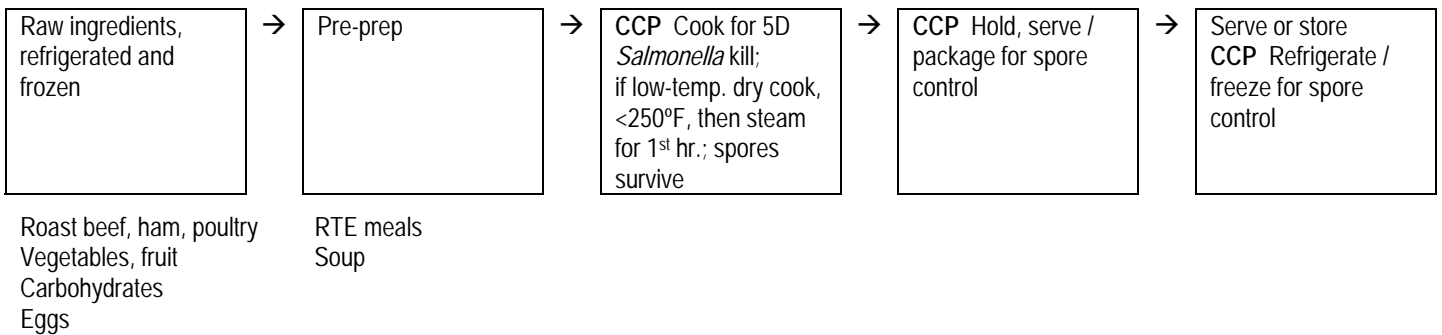 Raw ingredients,
refrigerated and
frozen
→
Pre-prep
→
CCP Cook for 5D
Salmonella kill;
if low-temp. dry cook,
<250ºF, then steam
for 1st hr.; spores
survive
→
CCP Hold, serve /
package for spore
control
→
Serve or store
CCP Refrigerate /
freeze for spore
control
Roast beef, ham, poultry
Vegetables, fruit
Carbohydrates
Eggs
RTE meals
Soup